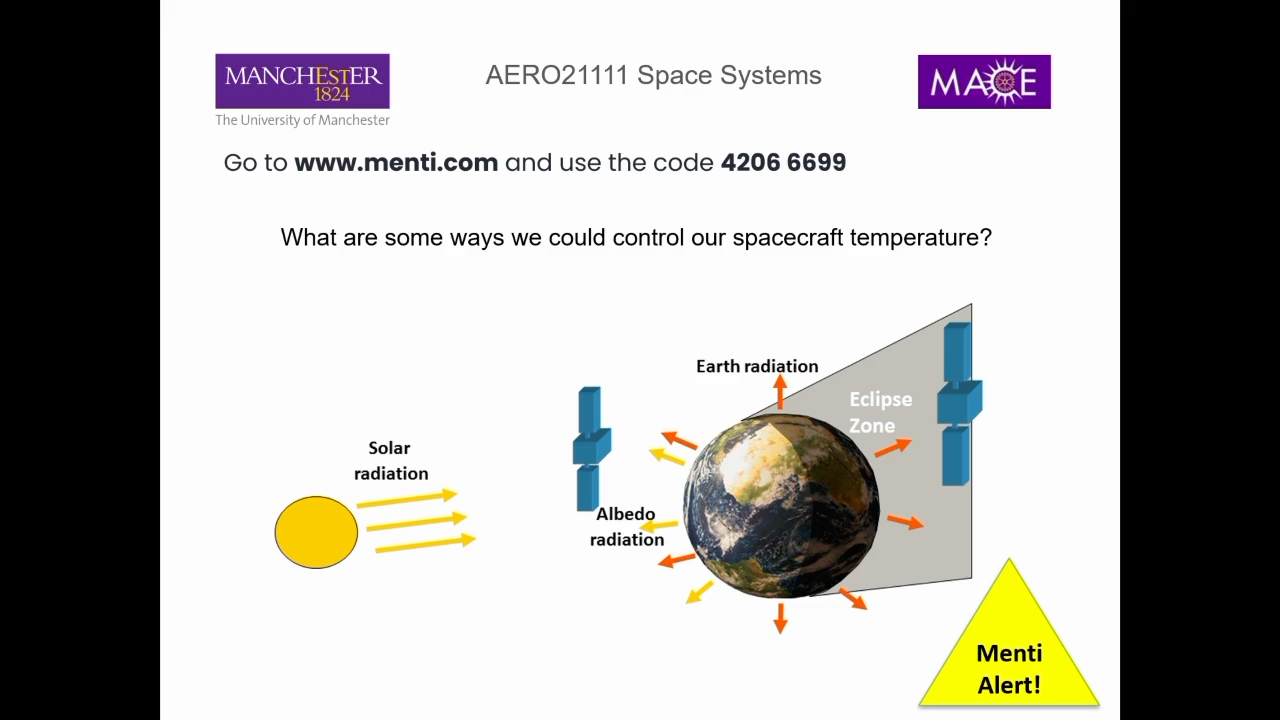 MANCHESTER
1824
The University of Manchester
AERO21111 Space Systems
MACE
Go to www.menti.com and use the code 4206 6699
What are some ways we could control our spacecraft temperature?
Earth radiation
Eclipse
Zone
Solar
radiation
Albedo
radiation
Menti
Alert!